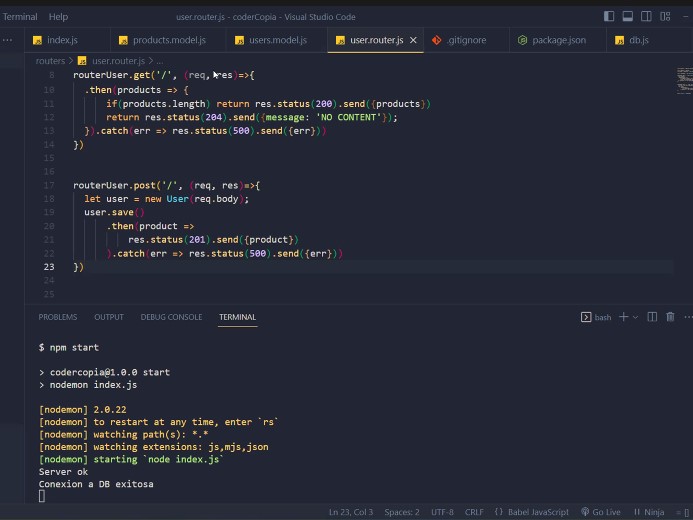 Terminal Help user.router.js - coderCopia - Visual Studio Code
index.js products.model.js users.model.js user.router.js .gitignore package.json db.js
routers > user.router.js > ...
8 routerUser.get('/', (req, res)=>{
10 .then(products => {
11 if(products.length) return res.status(200).send({products})
12 return res.status(204).send({message: 'NO CONTENT'});
13 }).catch(err => res.status(500).send({err}))
14 })
15
16
17 routerUser.post('/', (req, res)=>{
18 let user = new User(req.body);
19 user.save()
20 .then(product =>
21 res.status(201).send({product})
22 ).catch(err => res.status(500).send({err}))
23 })
24
25
PROBLEMS OUTPUT DEBUG CONSOLE TERMINAL bash
$ npm start
> codercopia@1.0.0 start
> nodemon index.js
[nodemon] 2.0.22
[nodemon] to restart at any time, enter `rs`
[nodemon] watching path(s): *.*
[nodemon] watching extensions: js,mjs,json
[nodemon] starting `node index.js`
Server ok
Conexion a DB exitosa
Ln 23, Col 3 Spaces: 2 UTF-8 CRLF {} Babel JavaScript Go Live Ninja